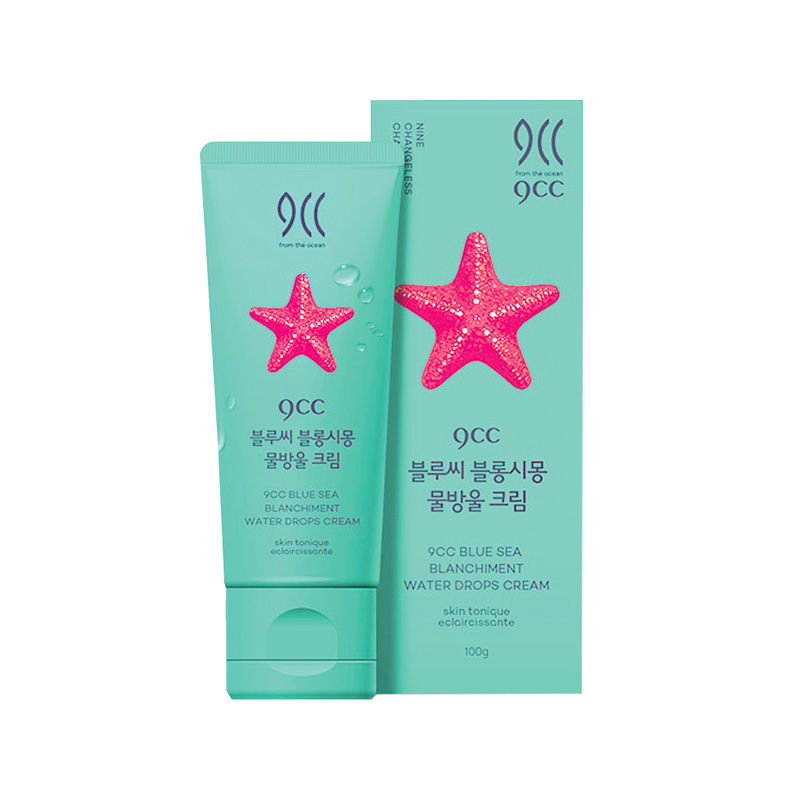 9CC
from the ocean
9CC
블루씨 블롱시몽
물방울 크림
9CC BLUE SEA
BLANCHIMENT
WATER DROPS CREAM
skin tonique
eclaircissante
NINE
CHANGELESS
9CC
from the ocean
9CC
9CC
블루씨 블롱시몽
물방울 크림
9CC BLUE SEA
BLANCHIMENT
WATER DROPS CREAM
skin tonique
eclaircissante
100g